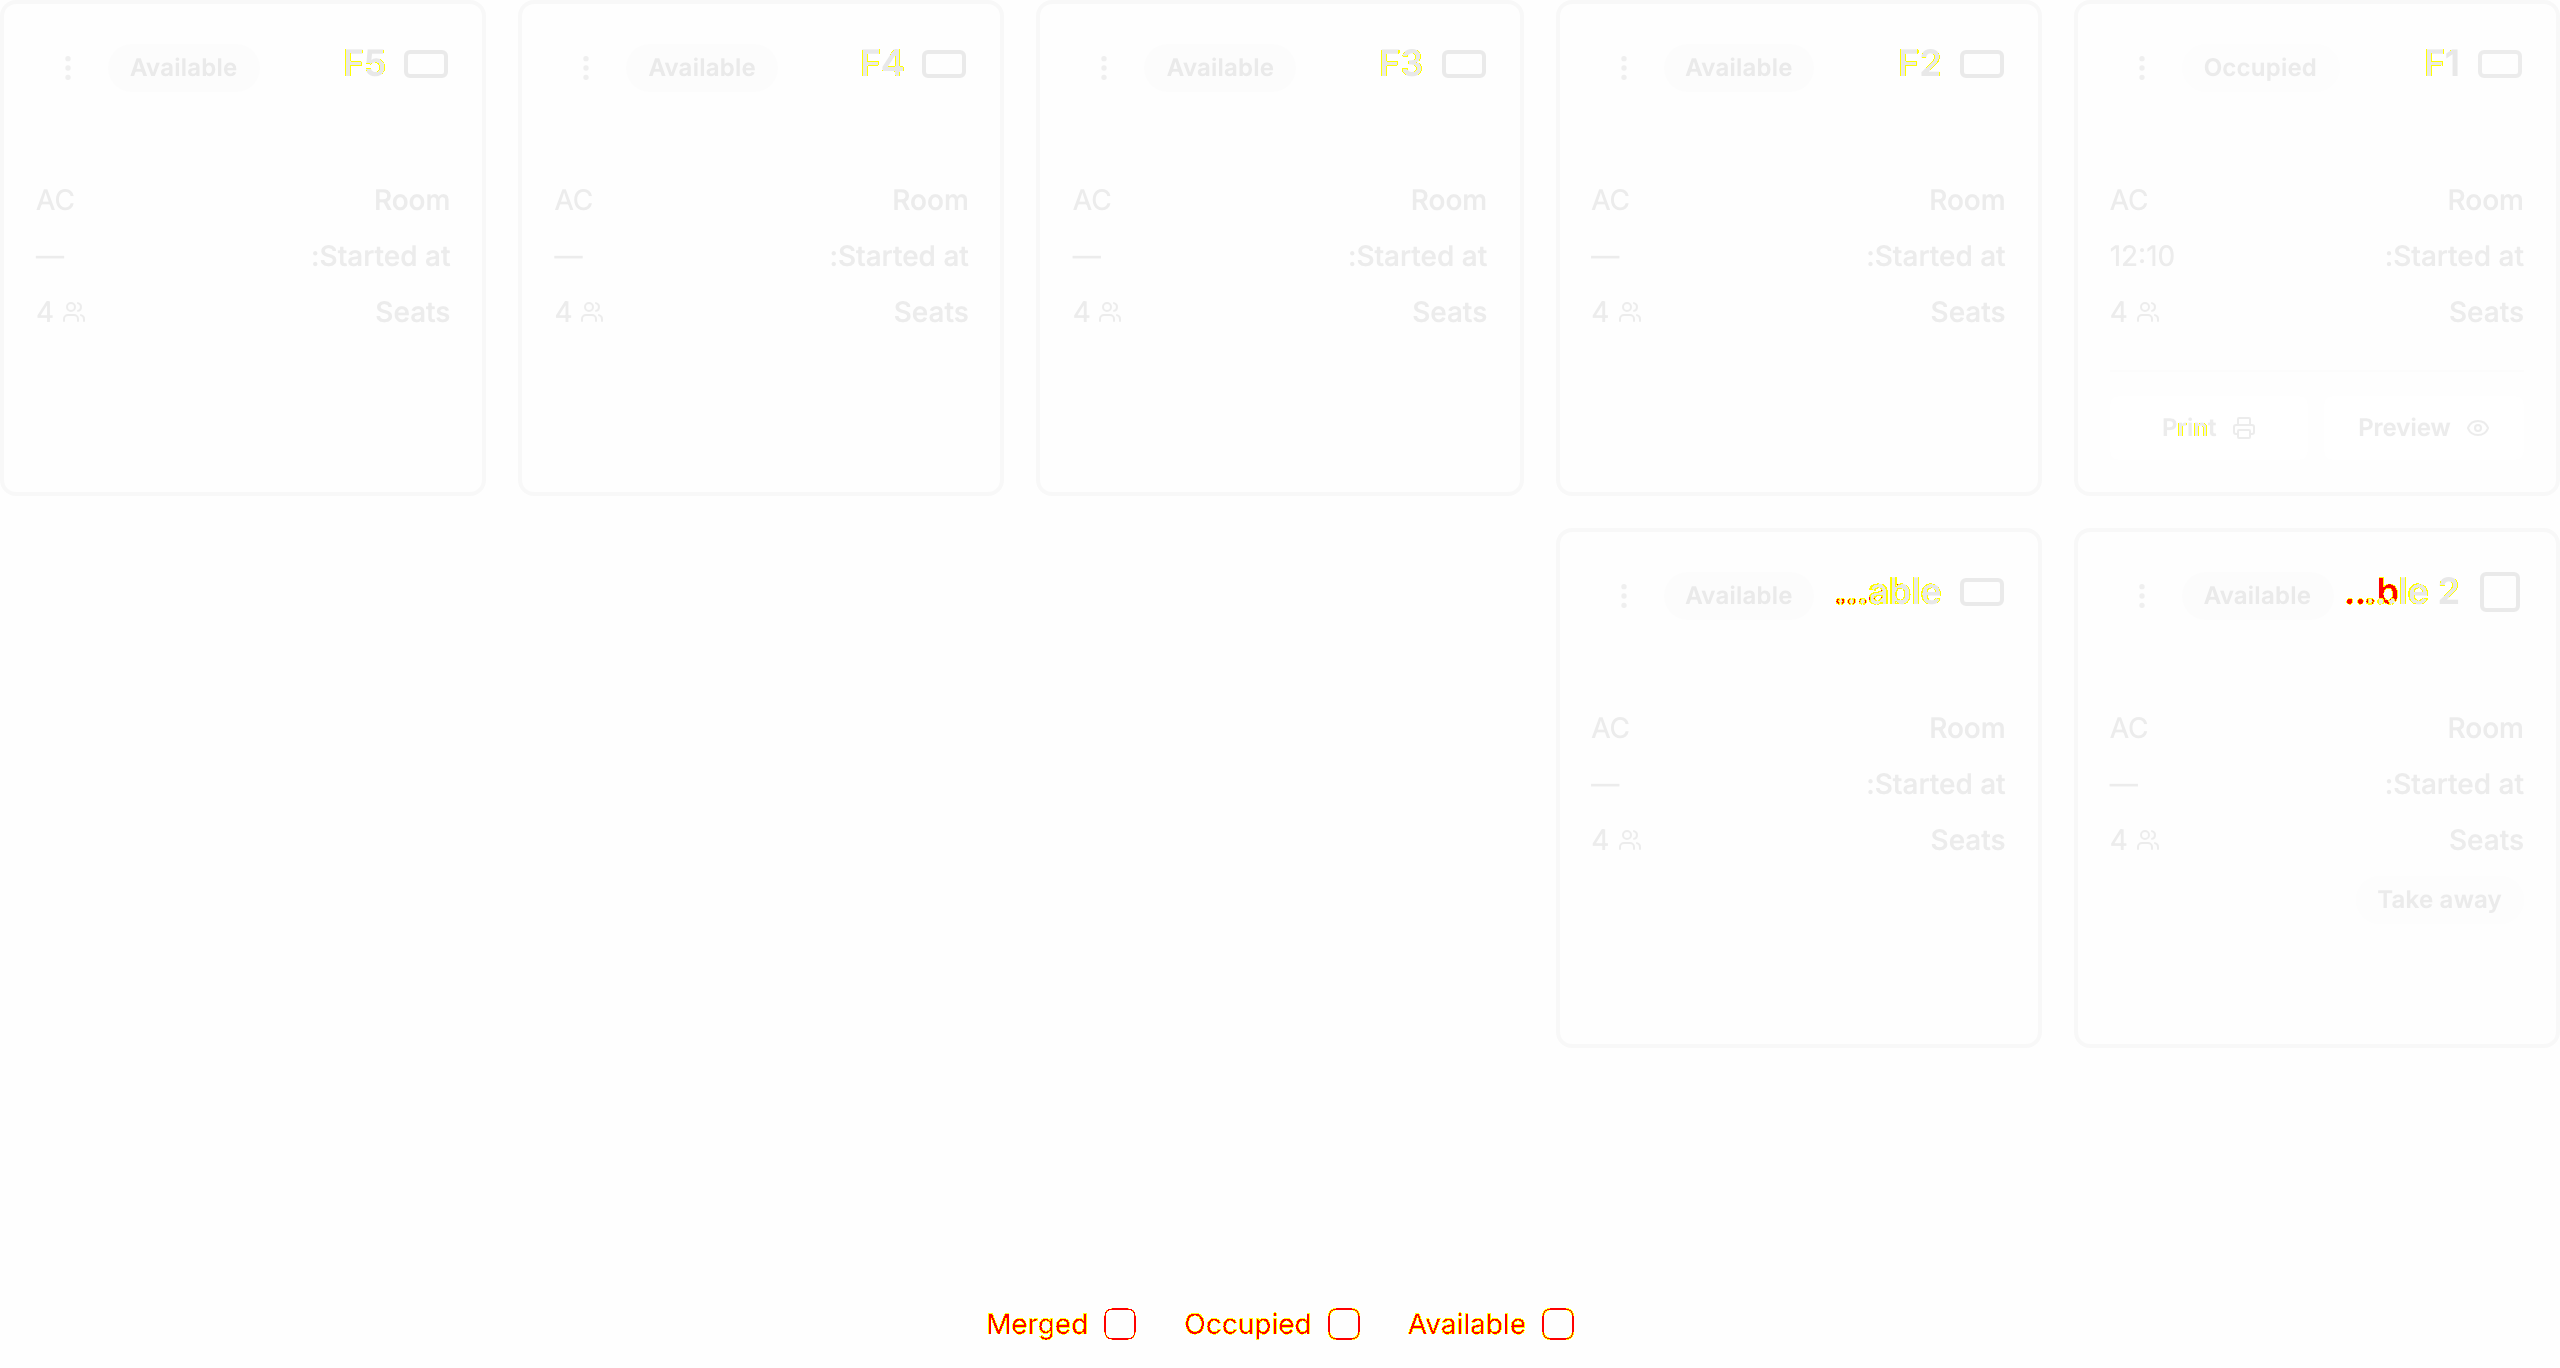 Available F5
AC Room
— :Started at
4 Seats
Available F4
AC Room
— :Started at
4 Seats
Available F3
AC Room
— :Started at
4 Seats
Available F2
AC Room
— :Started at
4 Seats
Occupied F1
AC Room
12:10 :Started at
4 Seats
Print Preview
Available ...able
AC Room
— :Started at
4 Seats
Available ...ble 2
AC Room
— :Started at
4 Seats
Take away
Merged Occupied Available